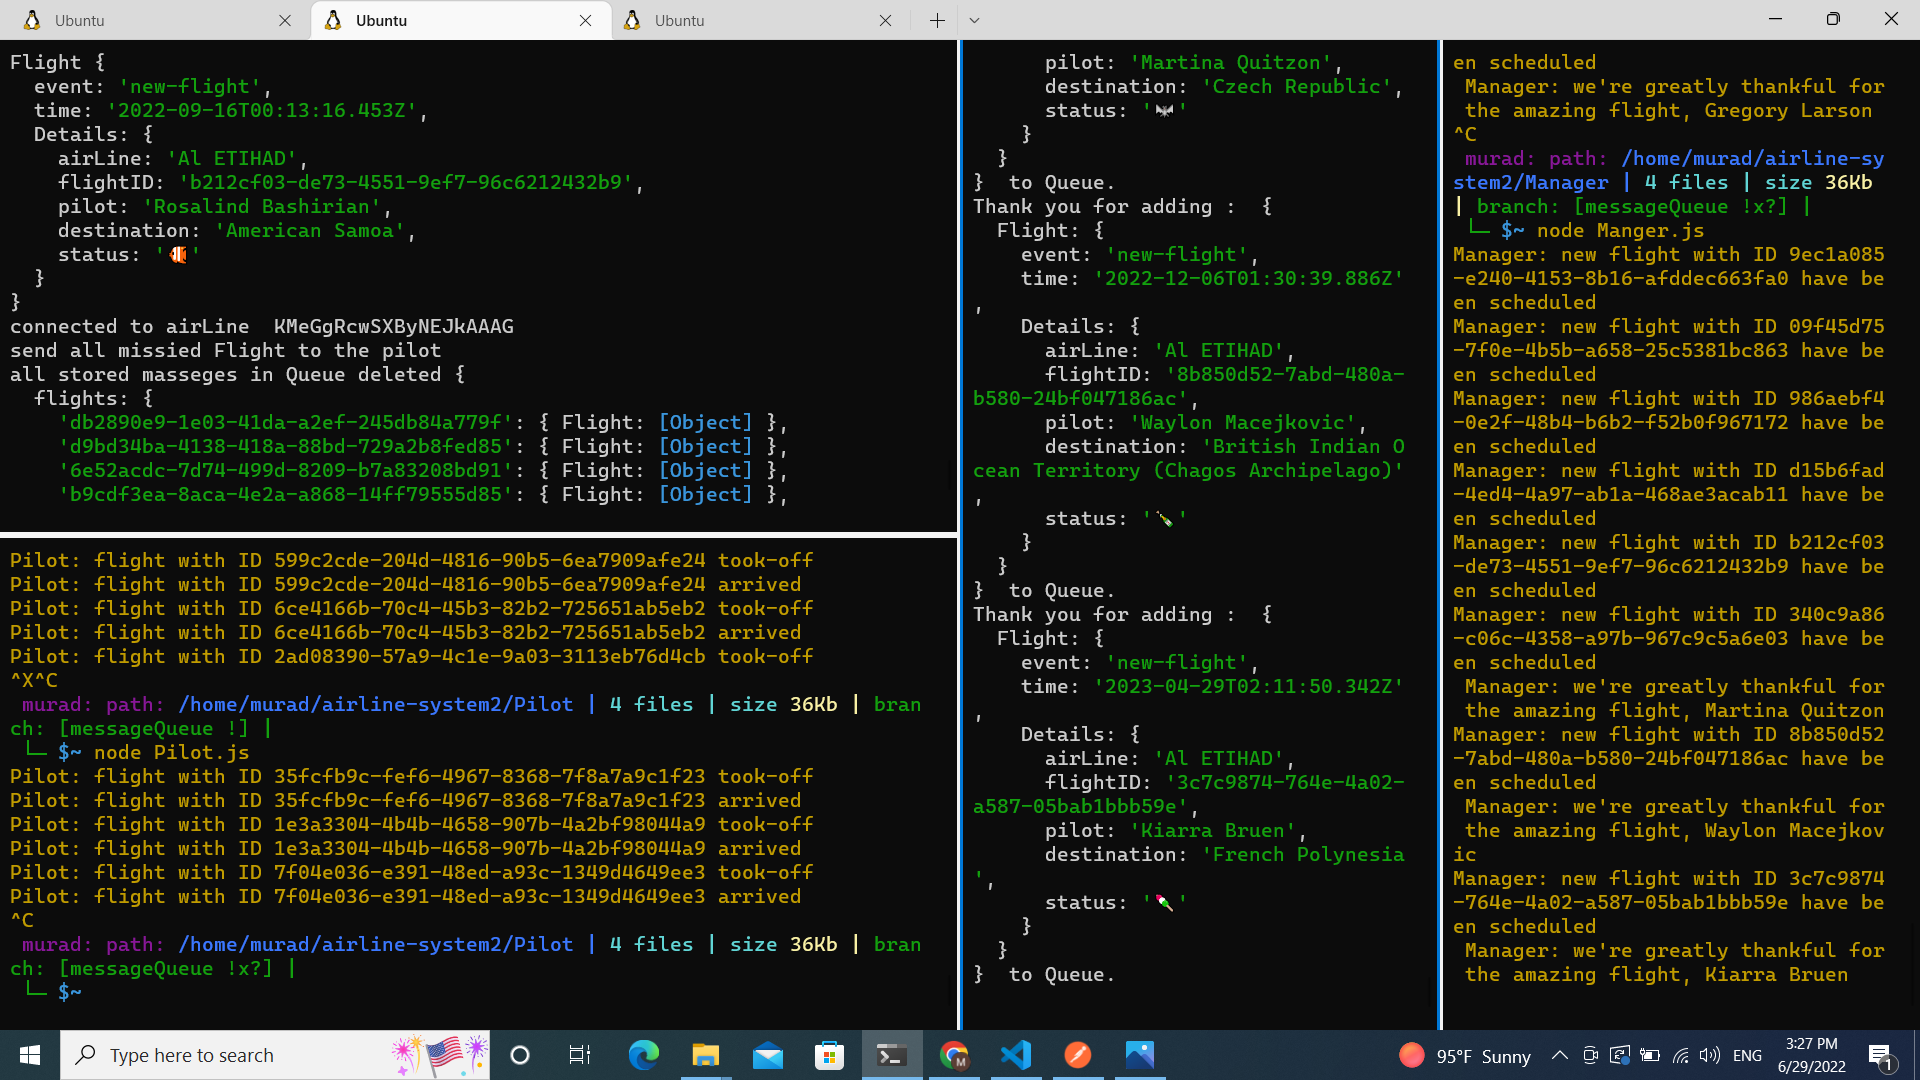 Ubuntu
Ubuntu
Ubuntu
Flight {
  event: 'new-flight',
  time: '2022-09-16T00:13:16.453Z',
  Details: {
    airLine: 'Al ETIHAD',
    flightID: 'b212cf03-de73-4551-9ef7-96c6212432b9',
    pilot: 'Rosalind Bashirian',
    destination: 'American Samoa',
    status: '🐠'
  }
}
connected to airLine  KMeGgRcwSXByNEJkAAAG
send all missied Flight to the pilot
all stored masseges in Queue deleted {
  flights: {
    'db2890e9-1e03-41da-a2ef-245db84a779f': { Flight: [Object] },
    'd9bd34ba-4138-418a-88bd-729a2b8fed85': { Flight: [Object] },
    '6e52acdc-7d74-499d-8209-b7a83208bd91': { Flight: [Object] },
    'b9cdf3ea-8aca-4e2a-a868-14ff79555d85': { Flight: [Object] },
Pilot: flight with ID 599c2cde-204d-4816-90b5-6ea7909afe24 took-off
Pilot: flight with ID 599c2cde-204d-4816-90b5-6ea7909afe24 arrived
Pilot: flight with ID 6ce4166b-70c4-45b3-82b2-725651ab5eb2 took-off
Pilot: flight with ID 6ce4166b-70c4-45b3-82b2-725651ab5eb2 arrived
Pilot: flight with ID 2ad08390-57a9-4c1e-9a03-3113eb76d4cb took-off
^X^C
 murad: path: /home/murad/airline-system2/Pilot | 4 files | size 36Kb | bran
ch: [messageQueue !] |
 └─ $~ node Pilot.js
Pilot: flight with ID 35fcfb9c-fef6-4967-8368-7f8a7a9c1f23 took-off
Pilot: flight with ID 35fcfb9c-fef6-4967-8368-7f8a7a9c1f23 arrived
Pilot: flight with ID 1e3a3304-4b4b-4658-907b-4a2bf98044a9 took-off
Pilot: flight with ID 1e3a3304-4b4b-4658-907b-4a2bf98044a9 arrived
Pilot: flight with ID 7f04e036-e391-48ed-a93c-1349d4649ee3 took-off
Pilot: flight with ID 7f04e036-e391-48ed-a93c-1349d4649ee3 arrived
^C
 murad: path: /home/murad/airline-system2/Pilot | 4 files | size 36Kb | bran
ch: [messageQueue !x?] |
 └─ $~
      pilot: 'Martina Quitzon',
      destination: 'Czech Republic',
      status: '🦇'
    }
  }
}  to Queue.
Thank you for adding :  {
  Flight: {
    event: 'new-flight',
    time: '2022-12-06T01:30:39.886Z'
,
    Details: {
      airLine: 'Al ETIHAD',
      flightID: '8b850d52-7abd-480a-
b580-24bf047186ac',
      pilot: 'Waylon Macejkovic',
      destination: 'British Indian O
cean Territory (Chagos Archipelago)'
,
      status: '🍾'
    }
  }
}  to Queue.
Thank you for adding :  {
  Flight: {
    event: 'new-flight',
    time: '2023-04-29T02:11:50.342Z'
,
    Details: {
      airLine: 'Al ETIHAD',
      flightID: '3c7c9874-764e-4a02-
a587-05bab1bbb59e',
      pilot: 'Kiarra Bruen',
      destination: 'French Polynesia
',
      status: ' '
    }
  }
}  to Queue.
en scheduled
 Manager: we're greatly thankful for
 the amazing flight, Gregory Larson
^C
 murad: path: /home/murad/airline-sy
stem2/Manager | 4 files | size 36Kb
| branch: [messageQueue !x?] |
 └─ $~ node Manger.js
Manager: new flight with ID 9ec1a085
-e240-4153-8b16-afddec663fa0 have be
en scheduled
Manager: new flight with ID 09f45d75
-7f0e-4b5b-a658-25c5381bc863 have be
en scheduled
Manager: new flight with ID 986aebf4
-0e2f-48b4-b6b2-f52b0f967172 have be
en scheduled
Manager: new flight with ID d15b6fad
-4ed4-4a97-ab1a-468ae3acab11 have be
en scheduled
Manager: new flight with ID b212cf03
-de73-4551-9ef7-96c6212432b9 have be
en scheduled
Manager: new flight with ID 340c9a86
-c06c-4358-a97b-967c9c5a6e03 have be
en scheduled
 Manager: we're greatly thankful for
 the amazing flight, Martina Quitzon
Manager: new flight with ID 8b850d52
-7abd-480a-b580-24bf047186ac have be
en scheduled
 Manager: we're greatly thankful for
 the amazing flight, Waylon Macejkov
ic
Manager: new flight with ID 3c7c9874
-764e-4a02-a587-05bab1bbb59e have be
en scheduled
 Manager: we're greatly thankful for
 the amazing flight, Kiarra Bruen
Type here to search
M
95°F Sunny
ENG
3:27 PM
6/29/2022
1